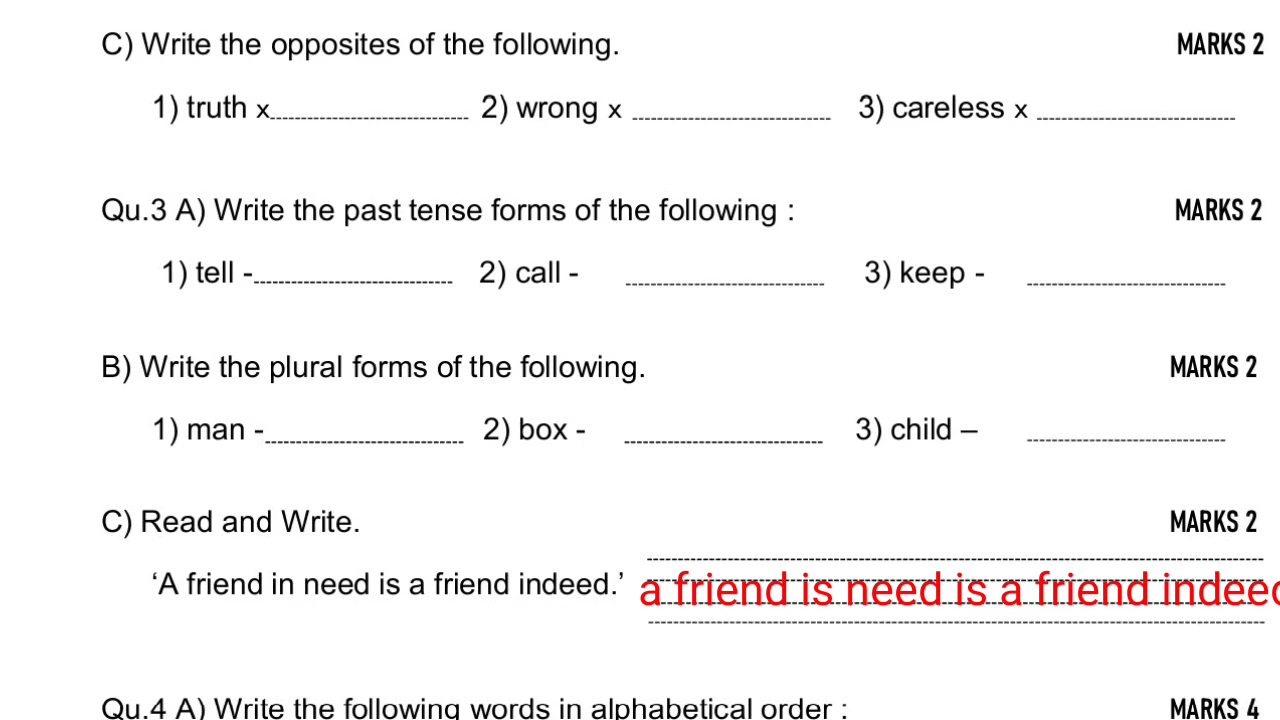 C) Write the opposites of the following. MARKS 2
1) truth x 2) wrong x 3) careless x
Qu.3 A) Write the past tense forms of the following : MARKS 2
1) tell - 2) call - 3) keep -
B) Write the plural forms of the following. MARKS 2
1) man - 2) box - 3) child –
C) Read and Write. MARKS 2
‘A friend in need is a friend indeed.’ a friend is need is a friend indeed
Qu.4 A) Write the following words in alphabetical order : MARKS 4